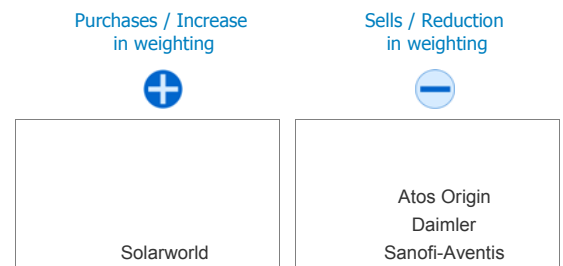 Purchases / Increase
in weighting
Sells / Reduction
in weighting
Solarworld
Atos Origin
Daimler
Sanofi-Aventis